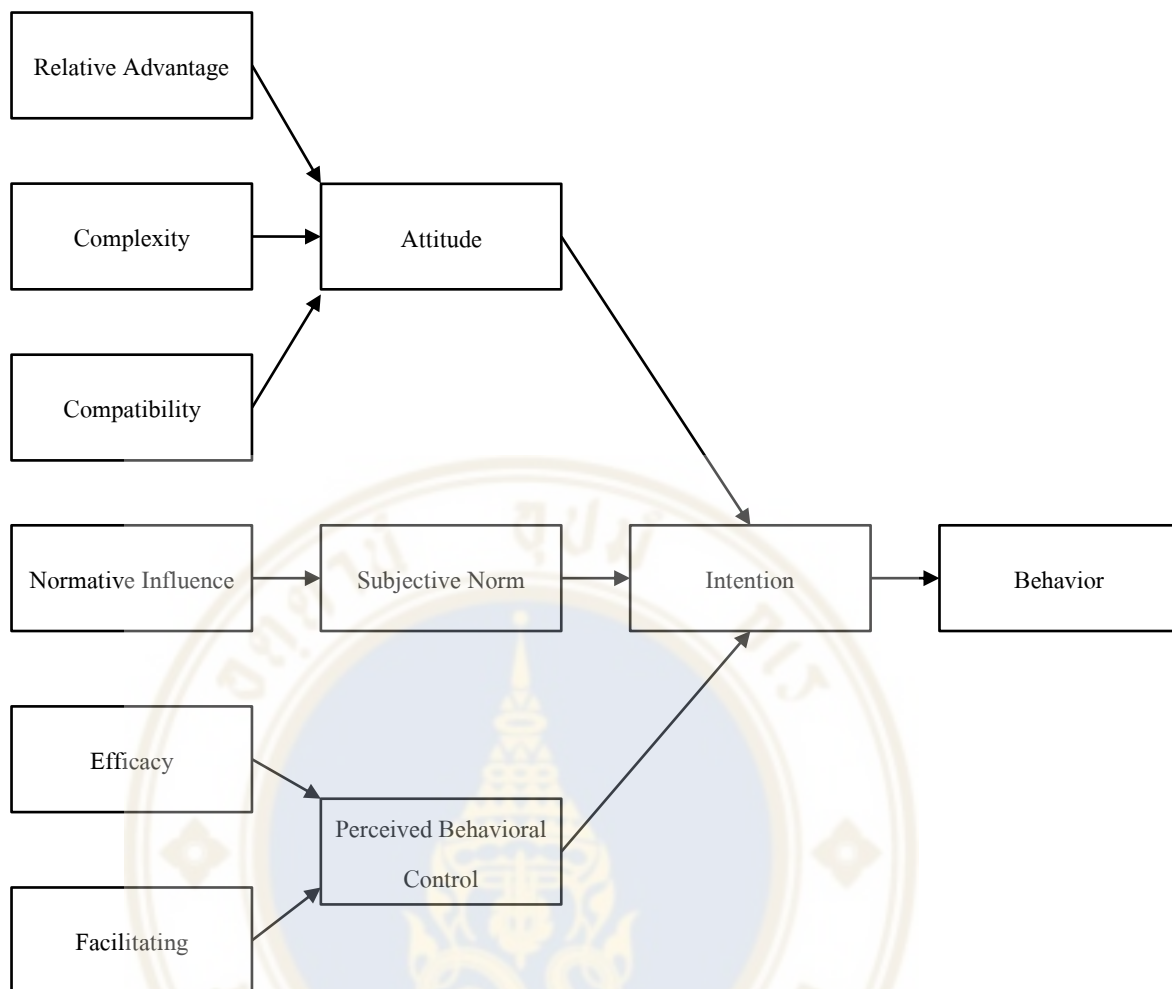 Relative Advantage
Complexity
Attitude
Compatibility
Normative Influence
Subjective Norm
Intention
Behavior
Efficacy
Perceived Behavioral
Control
Facilitating